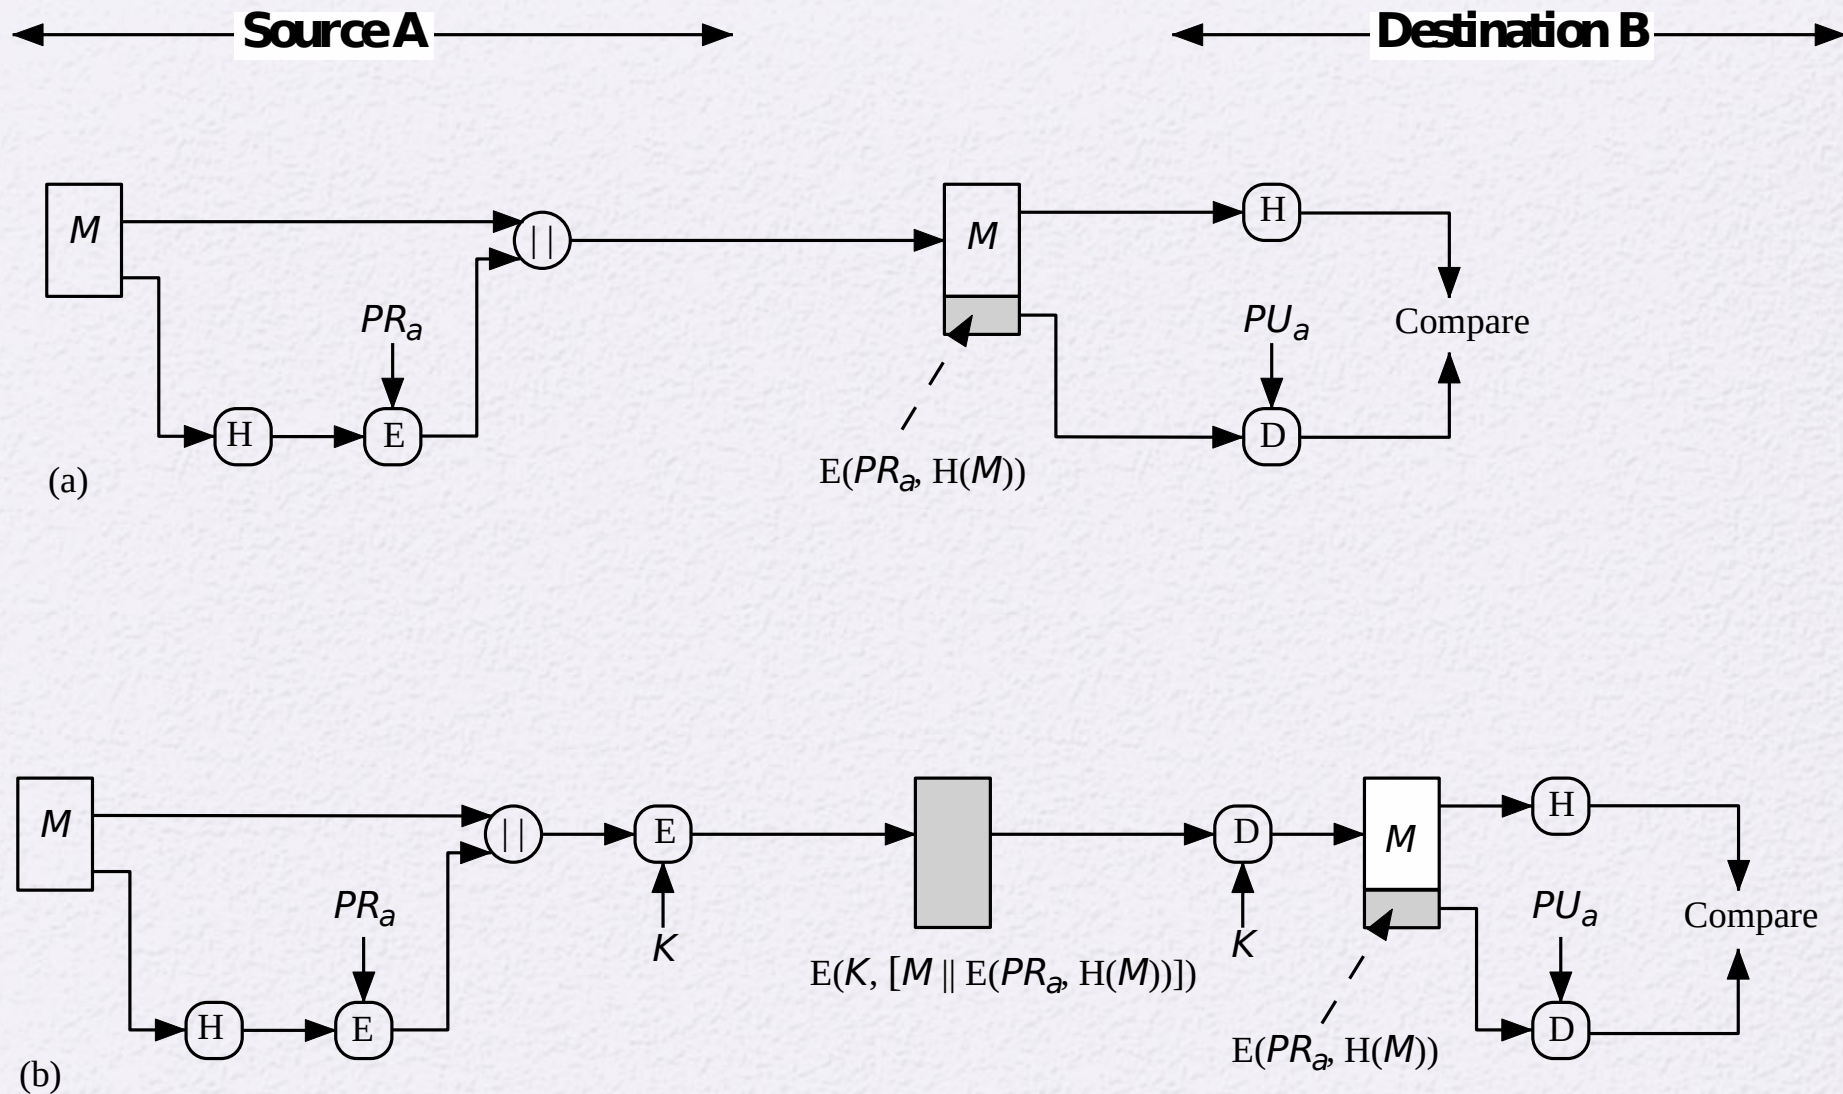 Source A
Destination B
M
||
M
H
PRa
PUa
Compare
H
E
D
E(PRa, H(M))
(a)
M
||
E
D
M
H
PRa
K
K
PUa
Compare
E(K, [M || E(PRa, H(M))])
H
E
D
E(PRa, H(M))
(b)